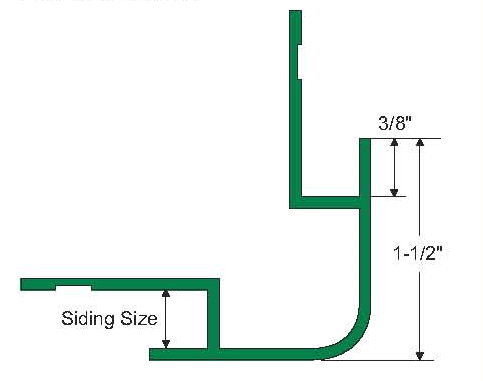 3/8"
1-1/2"
Siding Size